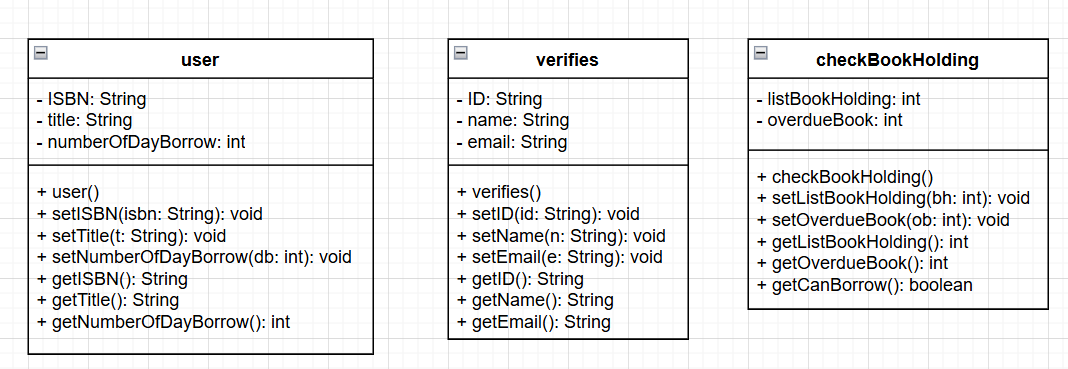 user
- ISBN: String
- title: String
- numberOfDayBorrow: int
+ user()
+ setISBN(isbn: String): void
+ setTitle(t: String): void
+ setNumberOfDayBorrow(db: int): void
+ getISBN(): String
+ getTitle(): String
+ getNumberOfDayBorrow(): int
verifies
- ID: String
- name: String
- email: String
+ verifies()
+ setID(id: String): void
+ setName(n: String): void
+ setEmail(e: String): void
+ getID(): String
+ getName(): String
+ getEmail(): String
checkBookHolding
- listBookHolding: int
- overdueBook: int
+ checkBookHolding()
+ setListBookHolding(bh: int): void
+ setOverdueBook(ob: int): void
+ getListBookHolding(): int
+ getOverdueBook(): int
+ getCanBorrow(): boolean